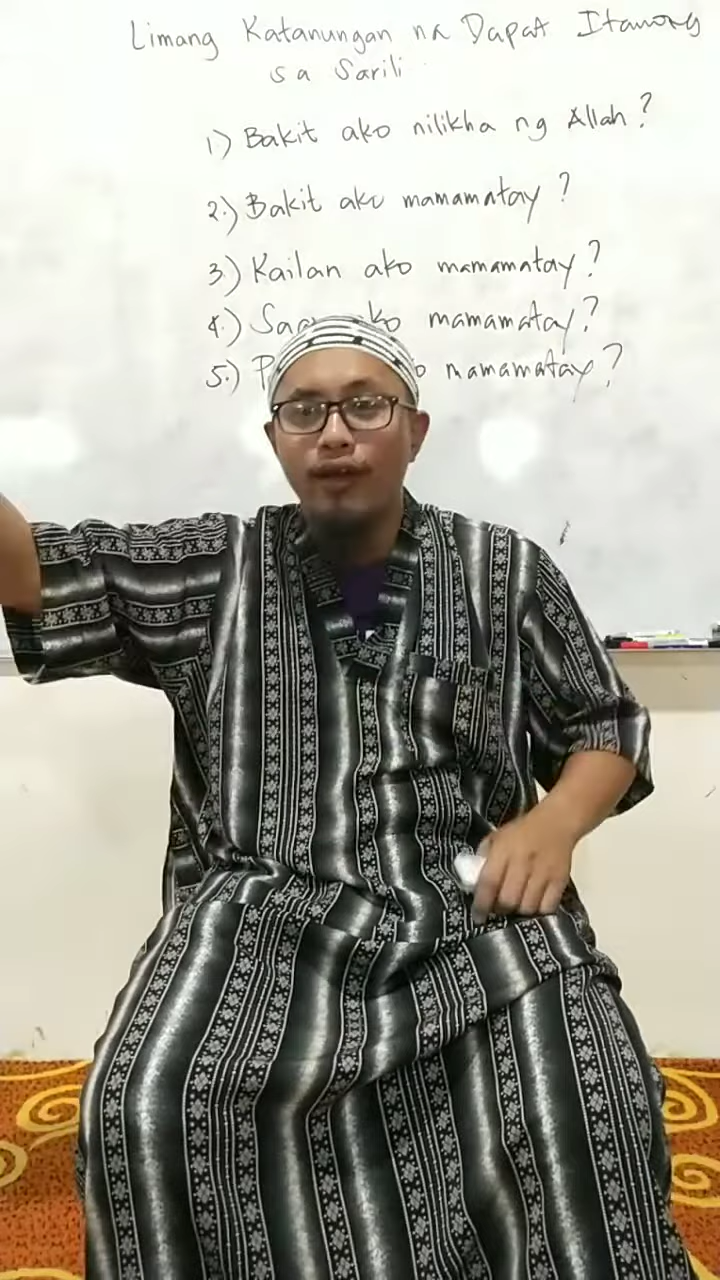 Limang Katanungan na Dapat Itanong
sa Sarili
1) Bakit ako nilikha ng Allah?
2.) Bakit ako mamamatay?
3.) Kailan ako mamamatay?
4.) mamamatay?
5.) mamamatay?